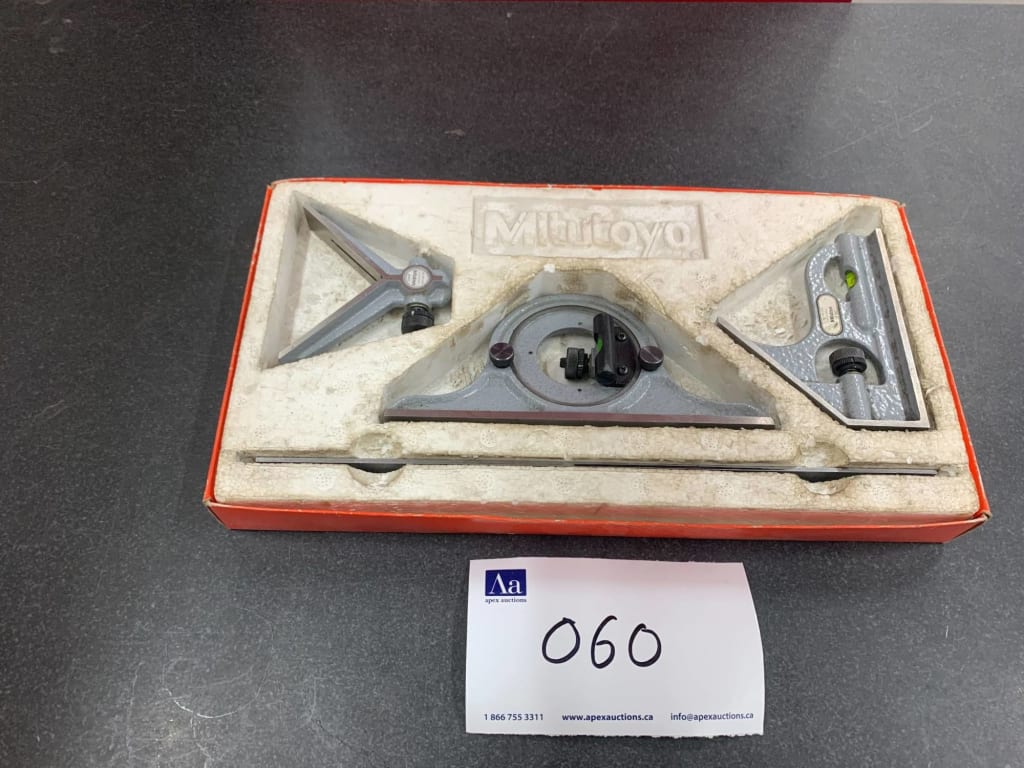 Mitutoyo
Aa
apex auctions
060
1 866 755 3311 www.apexauctions.ca info@apexauctions.ca